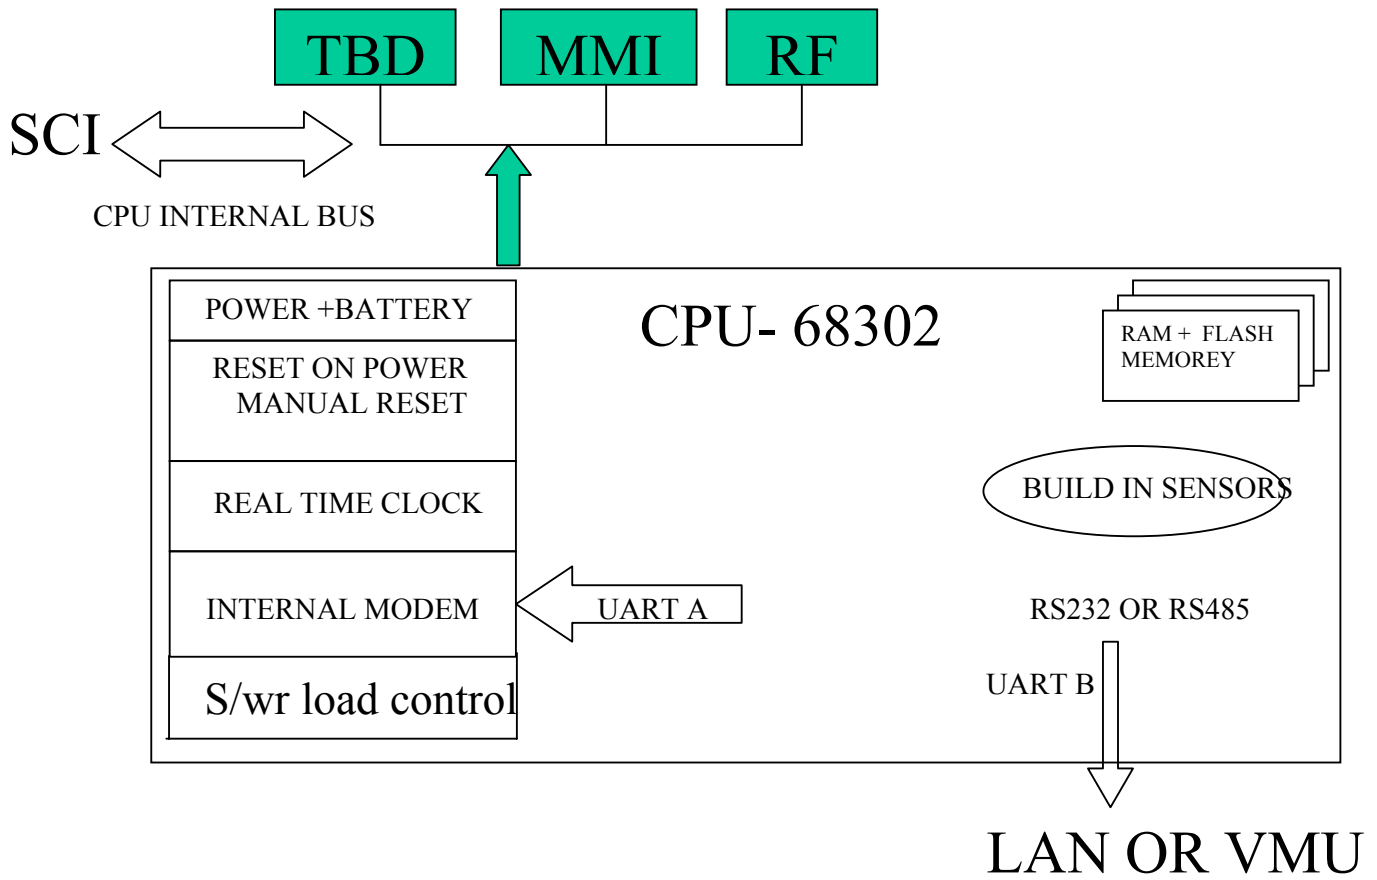 TBD
MMI
RF
SCI
CPU INTERNAL BUS
POWER +BATTERY
CPU- 68302
RAM + FLASH
MEMOREY
RESET ON POWER
MANUAL RESET
REAL TIME CLOCK
BUILD IN SENSORS
INTERNAL MODEM
UART A
RS232 OR RS485
UART B
S/wr load control
LAN OR VMU